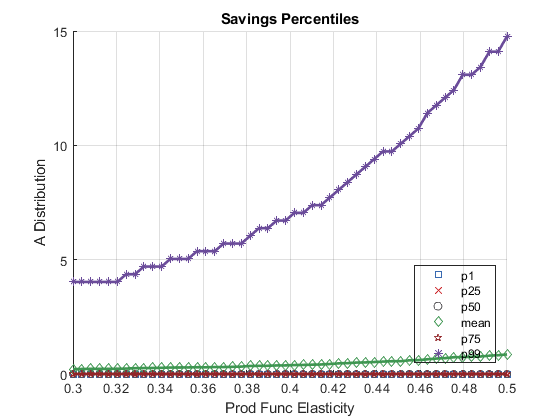 Savings Percentiles
15
10
5
0
A Distribution
p1
p25
p50
mean
p75
p99
0.3 0.32 0.34 0.36 0.38 0.4 0.42 0.44 0.46 0.48 0.5
Prod Func Elasticity